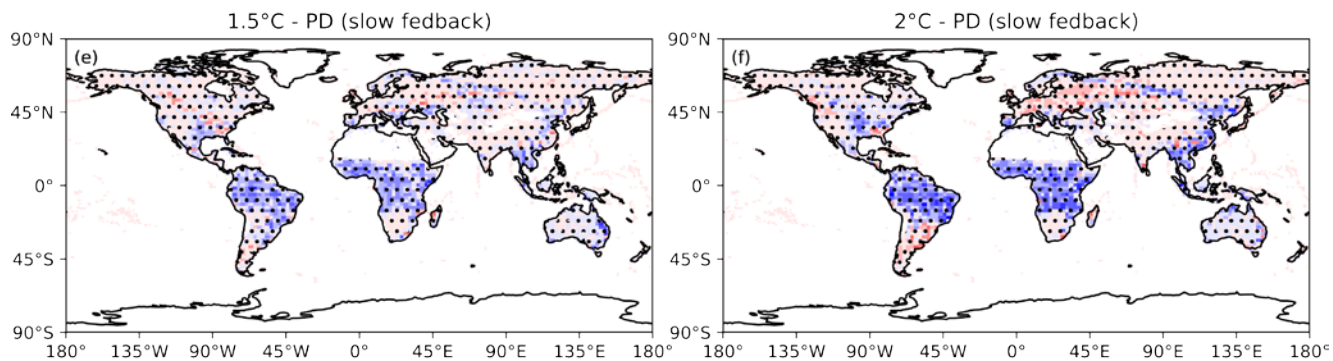 1.5°C - PD (slow fedback) 2°C - PD (slow fedback)
90°N 90°N
(e) (f)
45°N 45°N
0° 0°
45°S 45°S
90°S 90°S
180° 135°W 90°W 45°W 0° 45°E 90°E 135°E 180° 180° 135°W 90°W 45°W 0° 45°E 90°E 135°E 180°